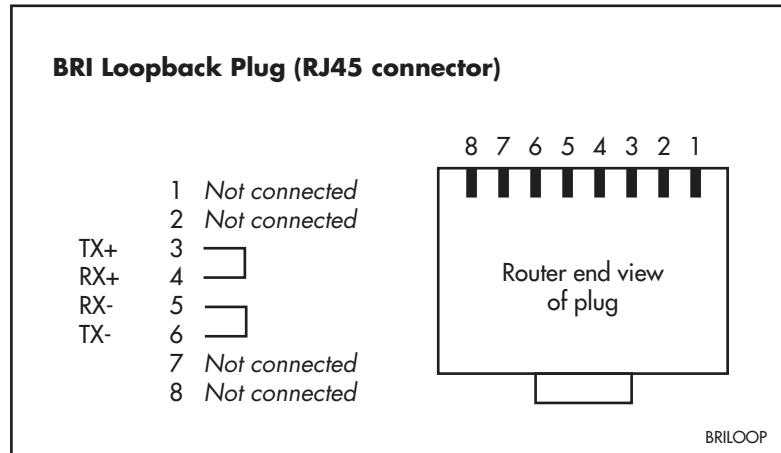 BRI Loopback Plug (RJ45 connector)
8 7 6 5 4 3 2 1
1 Not connected
2 Not connected
TX+ 3
RX+ 4
RX- 5
TX- 6
7 Not connected
8 Not connected
Router end view
of plug
BRILOOP